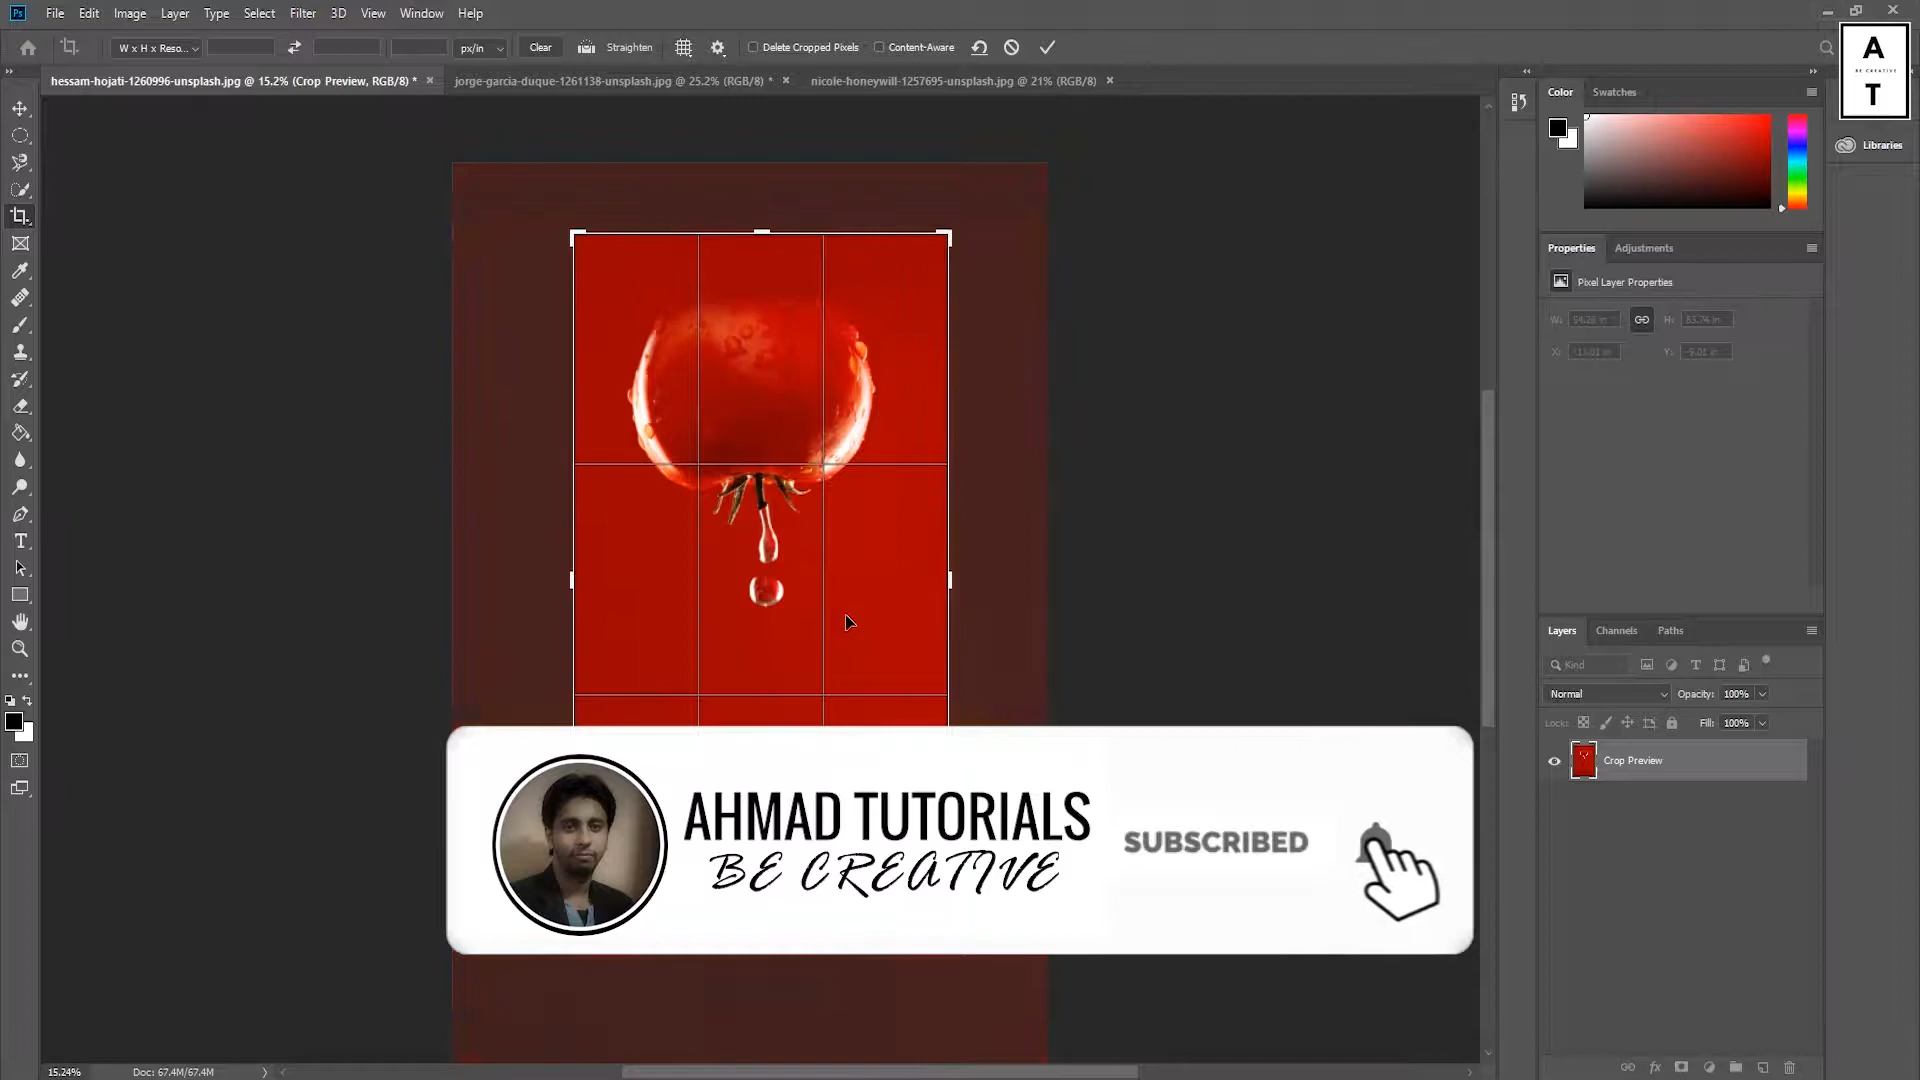 Ps File Edit Image Layer Type Select Filter 3D View Window Help
W x H x Reso... px/in Clear Straighten Delete Cropped Pixels Content-Aware
hessam-hojati-1260996-unsplash.jpg @ 15.2% (Crop Preview, RGB/8) * jorge-garcia-duque-1261138-unsplash.jpg @ 25.2% (RGB/8) * nicole-honeywill-1257695-unsplash.jpg @ 21% (RGB/8)
A
BE CREATIVE
T
Color Swatches
Libraries
Properties Adjustments
Pixel Layer Properties
W: H:
X: Y:
Layers Channels Paths
Kind
Normal Opacity: 100%
Lock: Fill: 100%
Crop Preview
AHMAD TUTORIALS
BE CREATIVE
SUBSCRIBED
15.24% Doc: 67.4M/67.4M